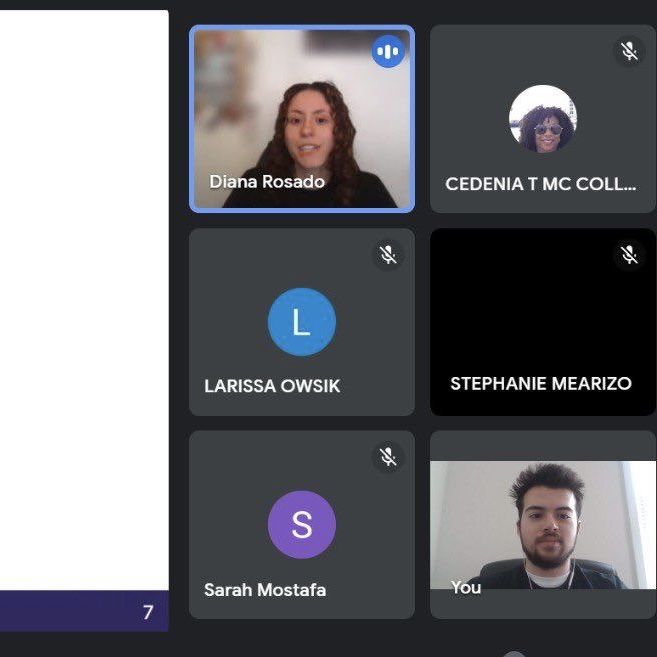 Diana Rosado
CEDENIA T MC COLL...
L
LARISSA OWSIK
STEPHANIE MEARIZO
S
Sarah Mostafa
You
7